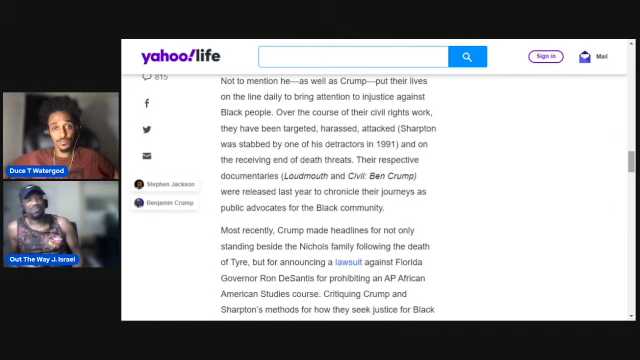 yahoo!life
Sign in
Mail
815
Not to mention he—as well as Crump—put their lives
on the line daily to bring attention to injustice against
Black people. Over the course of their civil rights work,
they have been targeted, harassed, attacked (Sharpton
was stabbed by one of his detractors in 1991) and on
the receiving end of death threats. Their respective
documentaries (Loudmouth and Civil: Ben Crump)
were released last year to chronicle their journeys as
public advocates for the Black community.
Most recently, Crump made headlines for not only
standing beside the Nichols family following the death
of Tyre, but for announcing a lawsuit against Florida
Governor Ron DeSantis for prohibiting an AP African
American Studies course. Critiquing Crump and
Sharpton's methods for how they seek justice for Black
Stephen Jackson
Benjamin Crump
Duce T Watergod
Out The Way J. Israel